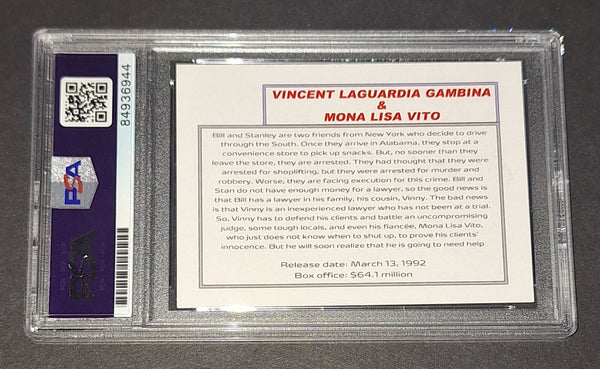 84936944
PSA
PSA
VINCENT LAGUARDIA GAMBINA
&
MONA LISA VITO
Bill and Stanley are two friends from New York who decide to drive
through the South. Once they arrive in Alabama, they stop at a
convenience store to pick up snacks. But, no sooner than they
leave the store, they are arrested. They had thought that they were
arrested for shoplifting, but they were arrested for murder and
robbery. Worse, they are facing execution for this crime. Bill and
Stan do not have enough money for a lawyer, so the good news is
that Bill has a lawyer in his family, his cousin, Vinny. The bad news
is that Vinny is an inexperienced lawyer who has not been at a trial.
So, Vinny has to defend his clients and battle an uncompromising
judge, some tough locals, and even his fiancée, Mona Lisa Vito,
who just does not know when to shut up, to prove his clients'
innocence. But he will soon realize that he is going to need help
Release date: March 13, 1992
Box office: $64.1 million